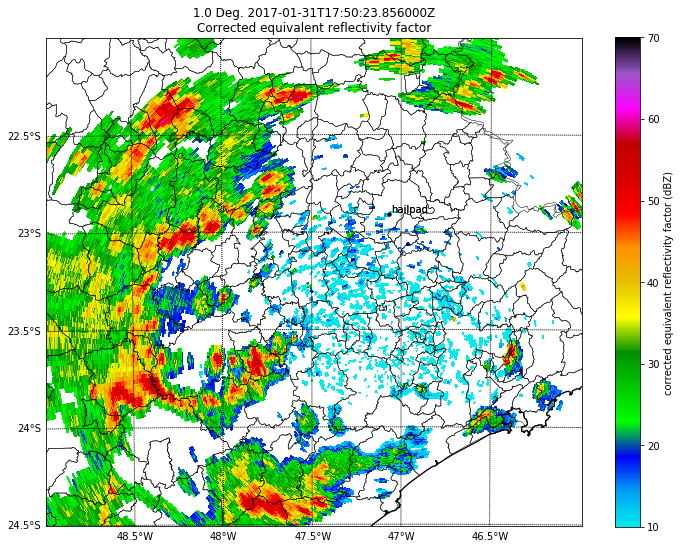 1.0 Deg. 2017-01-31T17:50:23.856000Z
Corrected equivalent reflectivity factor
70
60
50
40
30
20
10
corrected equivalent reflectivity factor (dBZ)
hailpad
22.5°S
23°S
23.5°S
24°S
24.5°S
48.5°W
48°W
47.5°W
47°W
46.5°W